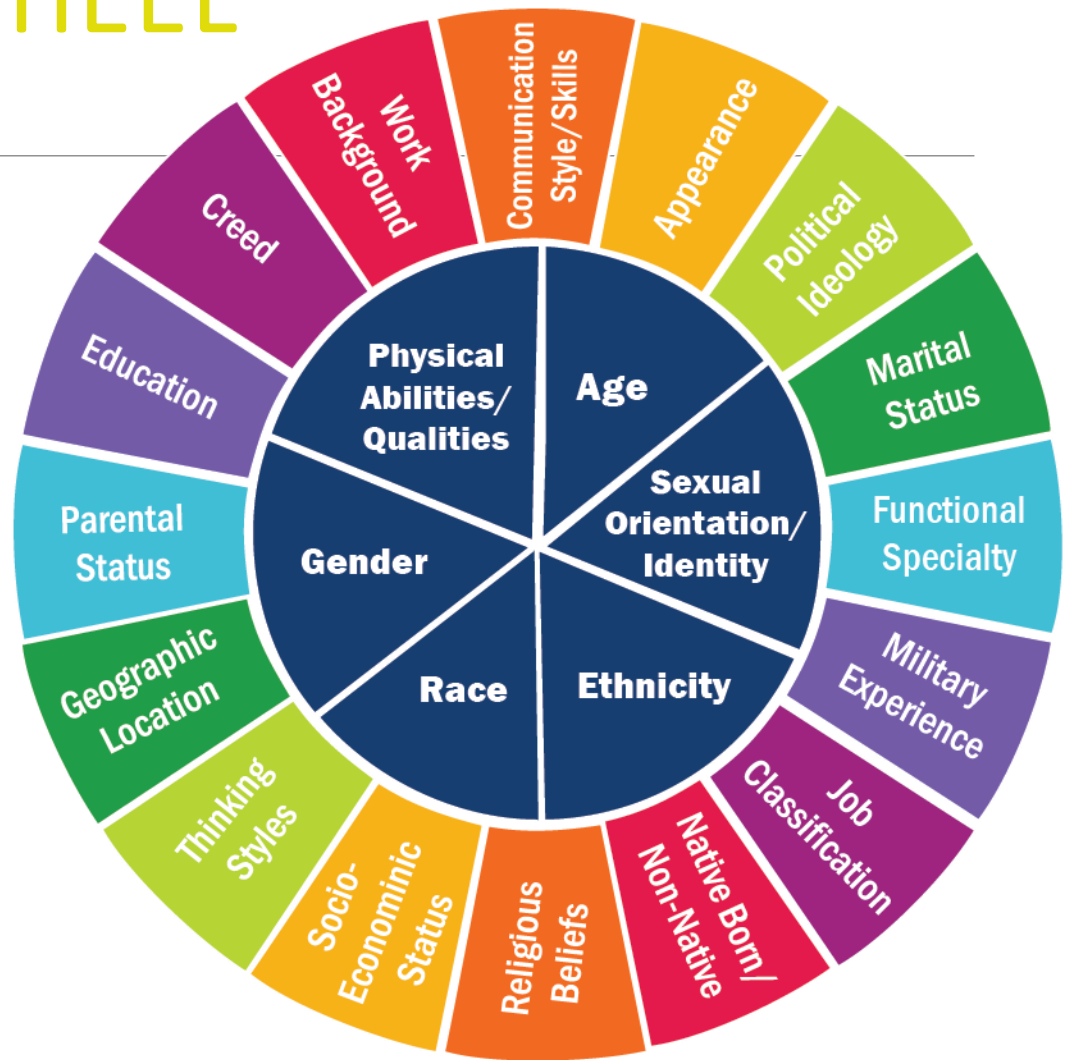 Communication
Style/Skills
Appearance
Political
Ideology
Marital
Status
Functional
Specialty
Military
Experience
Job
Classification
Native Born/
Non-Native
Religious
Beliefs
Socio-
Econominic
Status
Thinking
Styles
Geographic
Location
Parental
Status
Education
Creed
Work
Background
Physical
Abilities/
Qualities
Age
Sexual
Orientation/
Identity
Ethnicity
Race
Gender